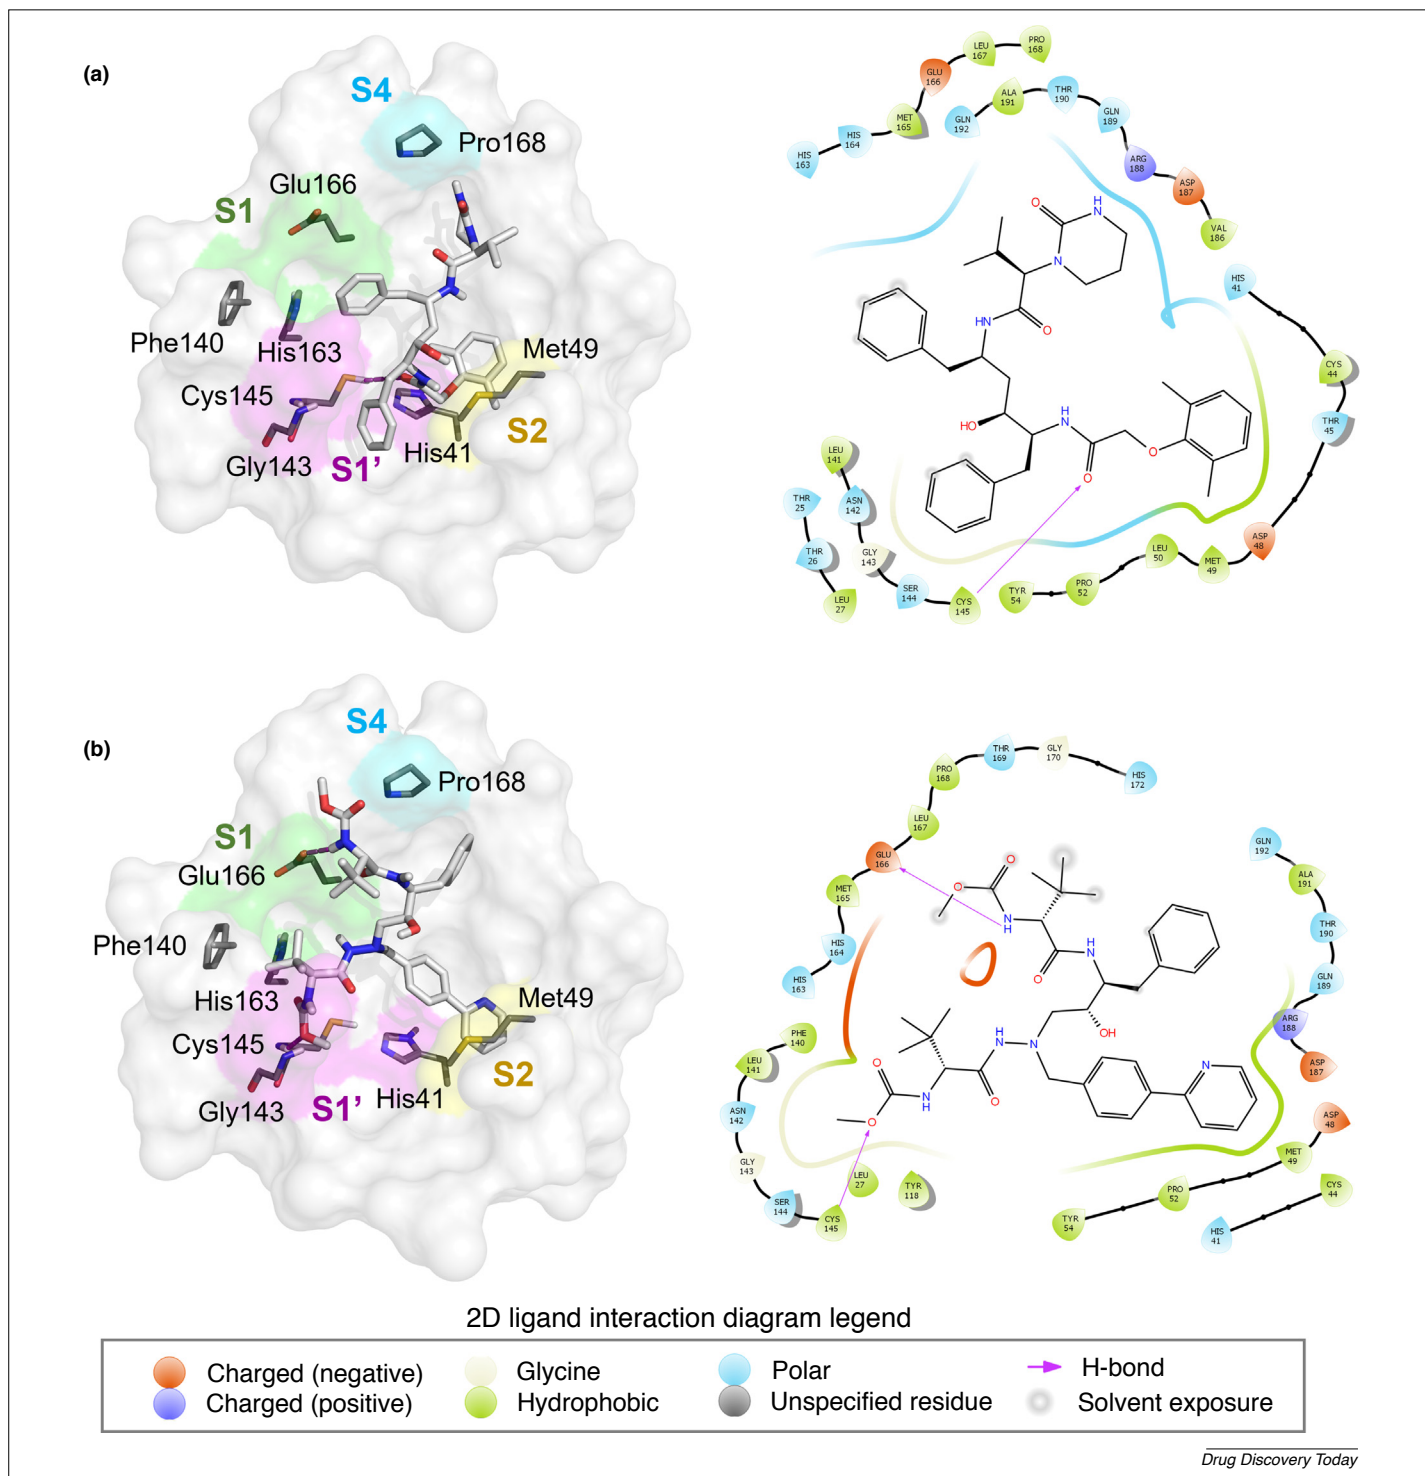 (a)
S4
Pro168
Glu166
S1
Phe140
His163
Met49
Cys145
S2
His41
Gly143
S1’
LEU
167
PRO
168
GLU
166
ALA
191
THR
190
MET
165
GLN
192
GLN
189
HIS
164
HIS
163
ARG
188
ASP
187
VAL
186
HIS
41
CYS
44
THR
45
ASP
48
MET
49
LEU
50
PRO
52
TYR
54
LEU
141
THR
25
ASN
142
THR
26
GLY
143
LEU
27
SER
144
CYS
145
O
H
N
N
O
HN
HO
H
N
O
O
(b)
S4
Pro168
S1
Glu166
Phe140
His163
Met49
Cys145
S2
Gly143
S1’
His41
THR
169
GLY
170
PRO
168
HIS
172
LEU
167
GLU
166
MET
165
HIS
164
HIS
163
GLN
192
ALA
191
THR
190
GLN
189
ARG
188
ASP
187
ASP
48
MET
49
CYS
44
PRO
52
TYR
54
HIS
41
PHE
140
LEU
141
ASN
142
GLY
143
SER
144
CYS
145
LEU
27
TYR
118
O
O
N
H
O
H
N
OH
H
N
N
O
O
N
H
O
N
2D ligand interaction diagram legend
Charged (negative)
Glycine
Polar
H-bond
Charged (positive)
Hydrophobic
Unspecified residue
Solvent exposure
Drug Discovery Today